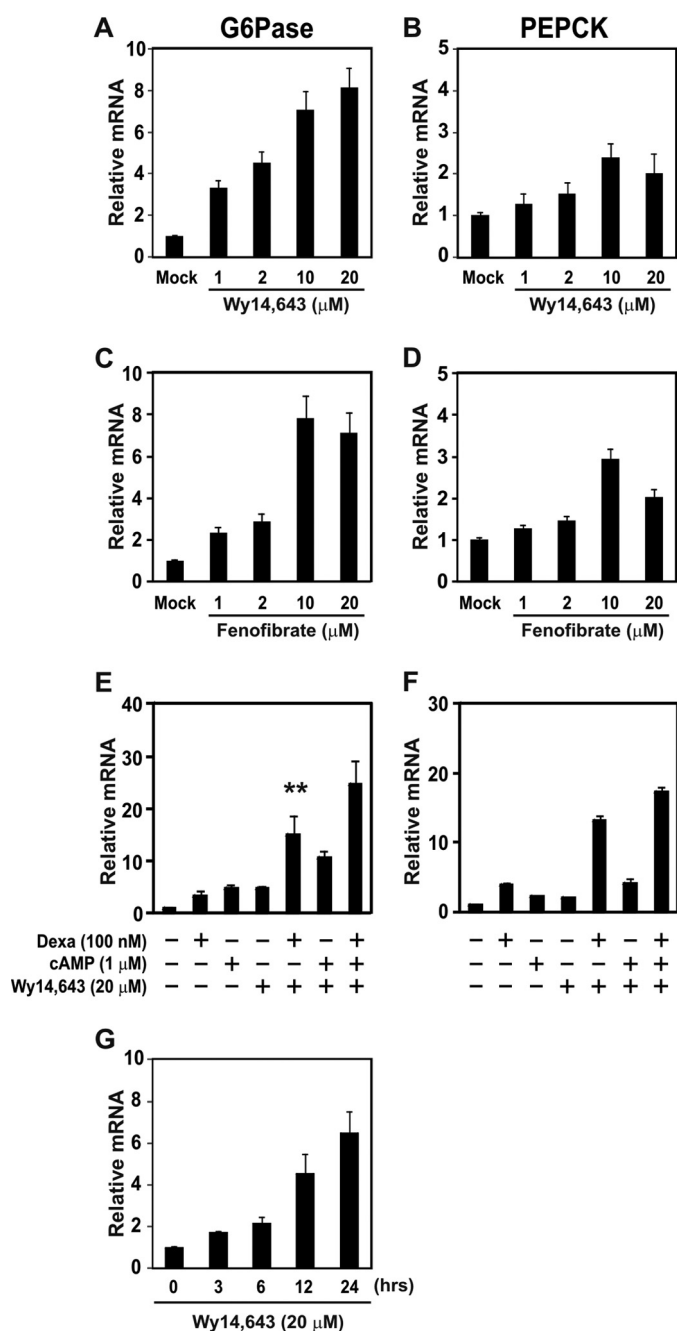 A G6Pase B PEPCK
Relative mRNA
10
8
6
4
2
0
Mock 1 2 10 20
Wy14,643 (μM)
Relative mRNA
5
4
3
2
1
0
Mock 1 2 10 20
Wy14,643 (μM)
C
Relative mRNA
10
8
6
4
2
0
Mock 1 2 10 20
Fenofibrate (μM)
D
Relative mRNA
5
4
3
2
1
0
Mock 1 2 10 20
Fenofibrate (μM)
E
Relative mRNA
40
30
20
10
0
**
F
Relative mRNA
30
20
10
0
Dexa (100 nM) – + – – + – + – + – – + – +
cAMP (1 μM) – – + – – + + – – + – – + +
Wy14,643 (20 μM) – – – + + + + – – – + + + +
G
Relative mRNA
10
8
6
4
2
0
0 3 6 12 24 (hrs)
Wy14,643 (20 μM)